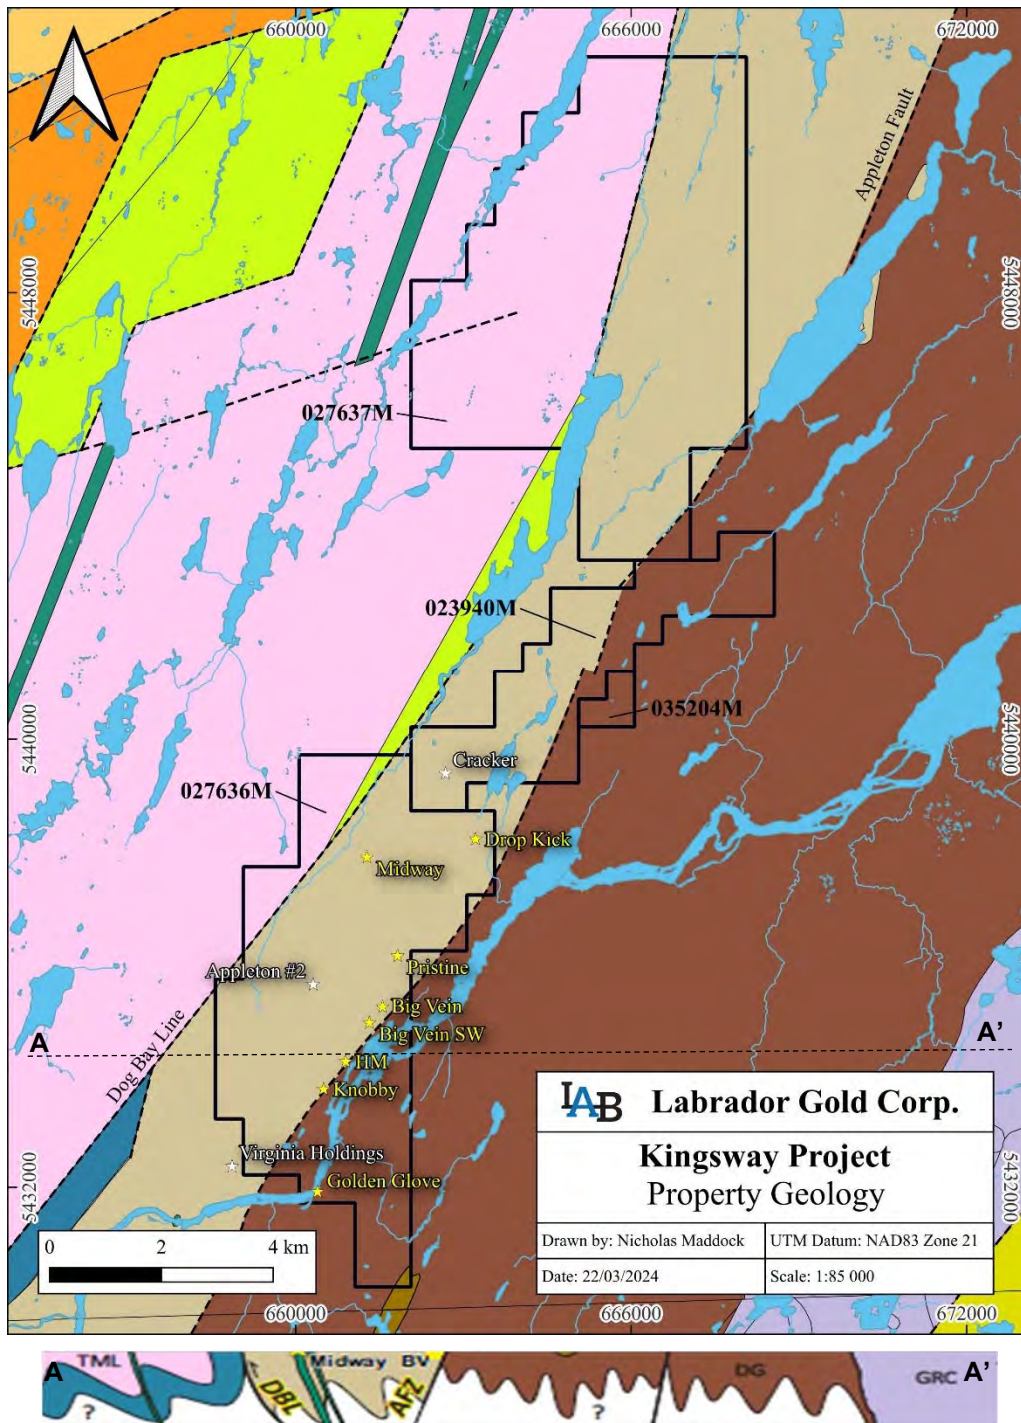 660000
666000
672000
Appleton Fault
5448000
5448000
027637M
023940M
035204M
5440000
5440000
Cracker
027636M
Drop Kick
Midway
Pristine
Appleton #2
Big Vein
Big Vein SW
A
A'
Dog Bay Line
HM
Knobby
Virginia Holdings
Golden Glove
5432000
5432000
LAB Labrador Gold Corp.
Kingsway Project
Property Geology
Drawn by: Nicholas Maddock
UTM Datum: NAD83 Zone 21
Date: 22/03/2024
Scale: 1:85 000
0 2 4 km
660000
666000
672000
A TML DBL Midway BV AFZ DG GRC A'
? ?